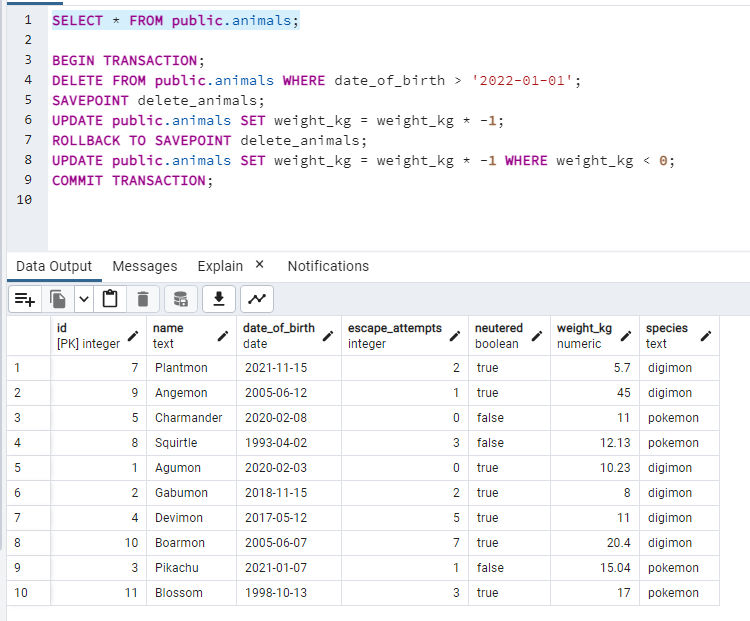 1 SELECT * FROM public.animals;
2
3 BEGIN TRANSACTION;
4 DELETE FROM public.animals WHERE date_of_birth > '2022-01-01';
5 SAVEPOINT delete_animals;
6 UPDATE public.animals SET weight_kg = weight_kg * -1;
7 ROLLBACK TO SAVEPOINT delete_animals;
8 UPDATE public.animals SET weight_kg = weight_kg * -1 WHERE weight_kg < 0;
9 COMMIT TRANSACTION;
10
Data Output Messages Explain × Notifications
id name date_of_birth escape_attempts neutered weight_kg species
[PK] integer text date integer boolean numeric text
1 7 Plantmon 2021-11-15 2 true 5.7 digimon
2 9 Angemon 2005-06-12 1 true 45 digimon
3 5 Charmander 2020-02-08 0 false 11 pokemon
4 8 Squirtle 1993-04-02 3 false 12.13 pokemon
5 1 Agumon 2020-02-03 0 true 10.23 digimon
6 2 Gabumon 2018-11-15 2 true 8 digimon
7 4 Devimon 2017-05-12 5 true 11 digimon
8 10 Boarmon 2005-06-07 7 true 20.4 digimon
9 3 Pikachu 2021-01-07 1 false 15.04 pokemon
10 11 Blossom 1998-10-13 3 true 17 pokemon